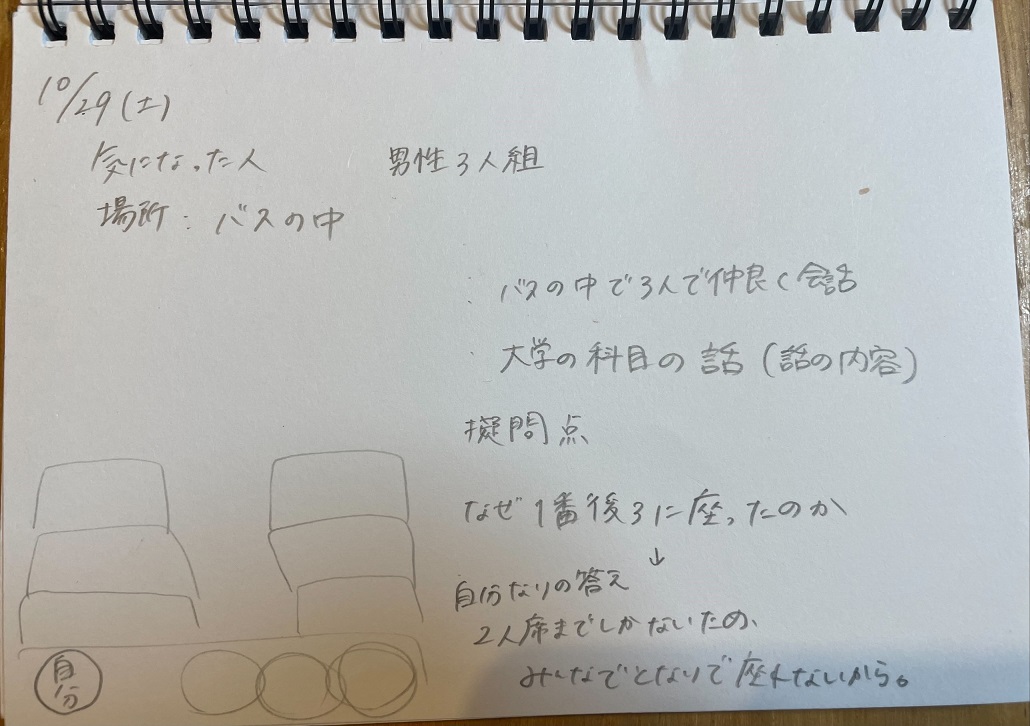 10/29(土)
気になった人 男性3人組
場所: バスの中
・バスの中で3人で仲良く会話
・大学の科目の話(話の内容)
擬問点
なぜ1番後ろに座ったのか
↓
自分なりの答え
2人席までしかないため、
みんなでとなりで座れないから。
自分